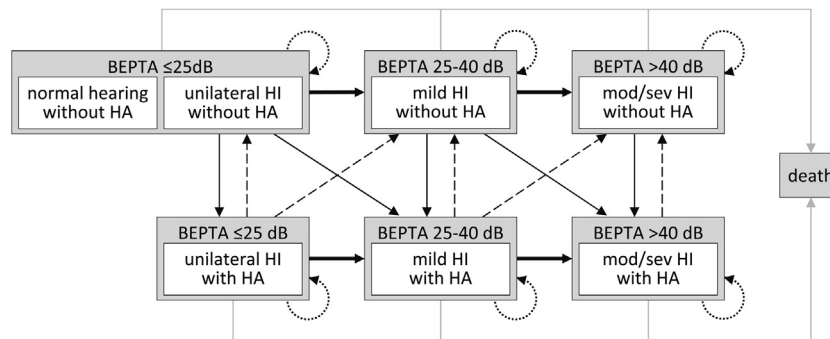 BEPTA ≤25dB
normal hearing
without HA
unilateral HI
without HA
BEPTA 25-40 dB
mild HI
without HA
BEPTA >40 dB
mod/sev HI
without HA
death
BEPTA ≤25 dB
unilateral HI
with HA
BEPTA 25-40 dB
mild HI
with HA
BEPTA >40 dB
mod/sev HI
with HA